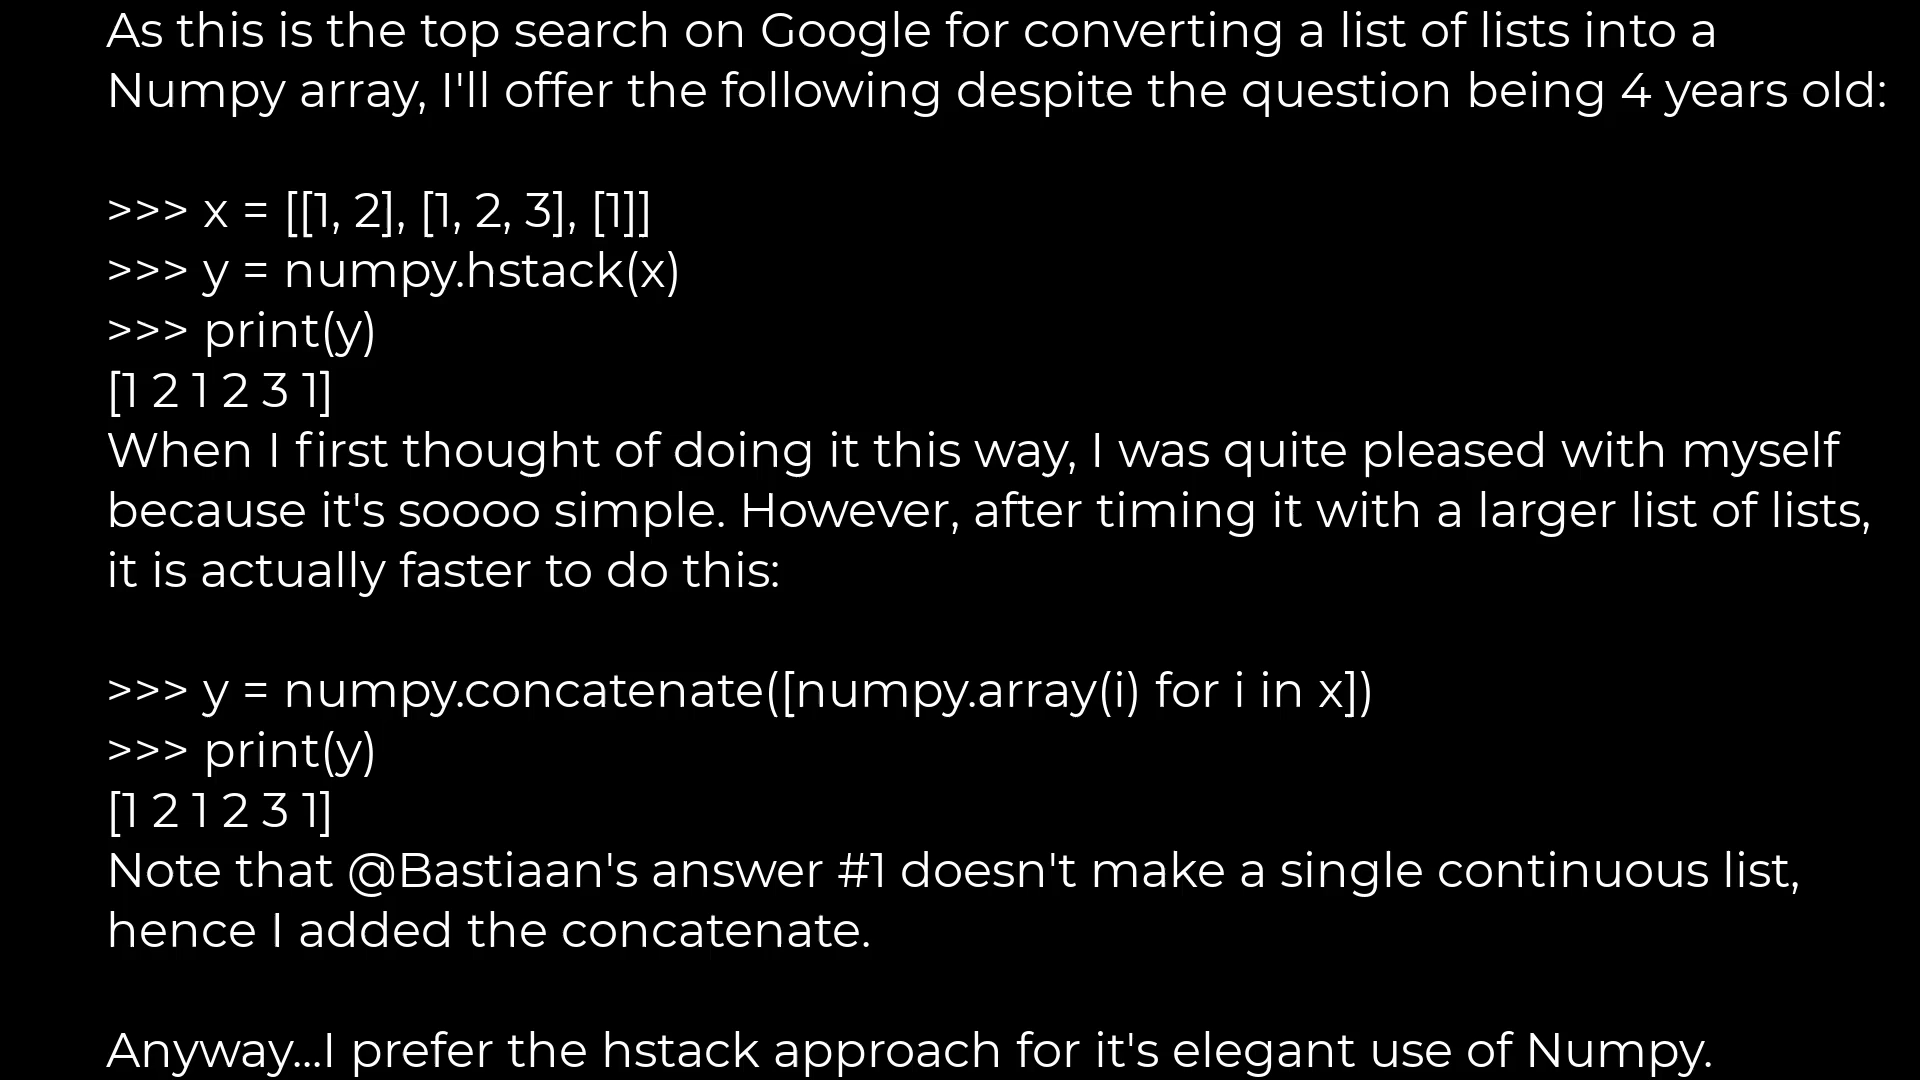 As this is the top search on Google for converting a list of lists into a
Numpy array, I'll offer the following despite the question being 4 years old:
>>> x = [[1, 2], [1, 2, 3], [1]]
>>> y = numpy.hstack(x)
>>> print(y)
[1 2 1 2 3 1]
When I first thought of doing it this way, I was quite pleased with myself
because it's soooo simple. However, after timing it with a larger list of lists,
it is actually faster to do this:
>>> y = numpy.concatenate([numpy.array(i) for i in x])
>>> print(y)
[1 2 1 2 3 1]
Note that @Bastiaan's answer #1 doesn't make a single continuous list,
hence I added the concatenate.
Anyway...I prefer the hstack approach for it's elegant use of Numpy.